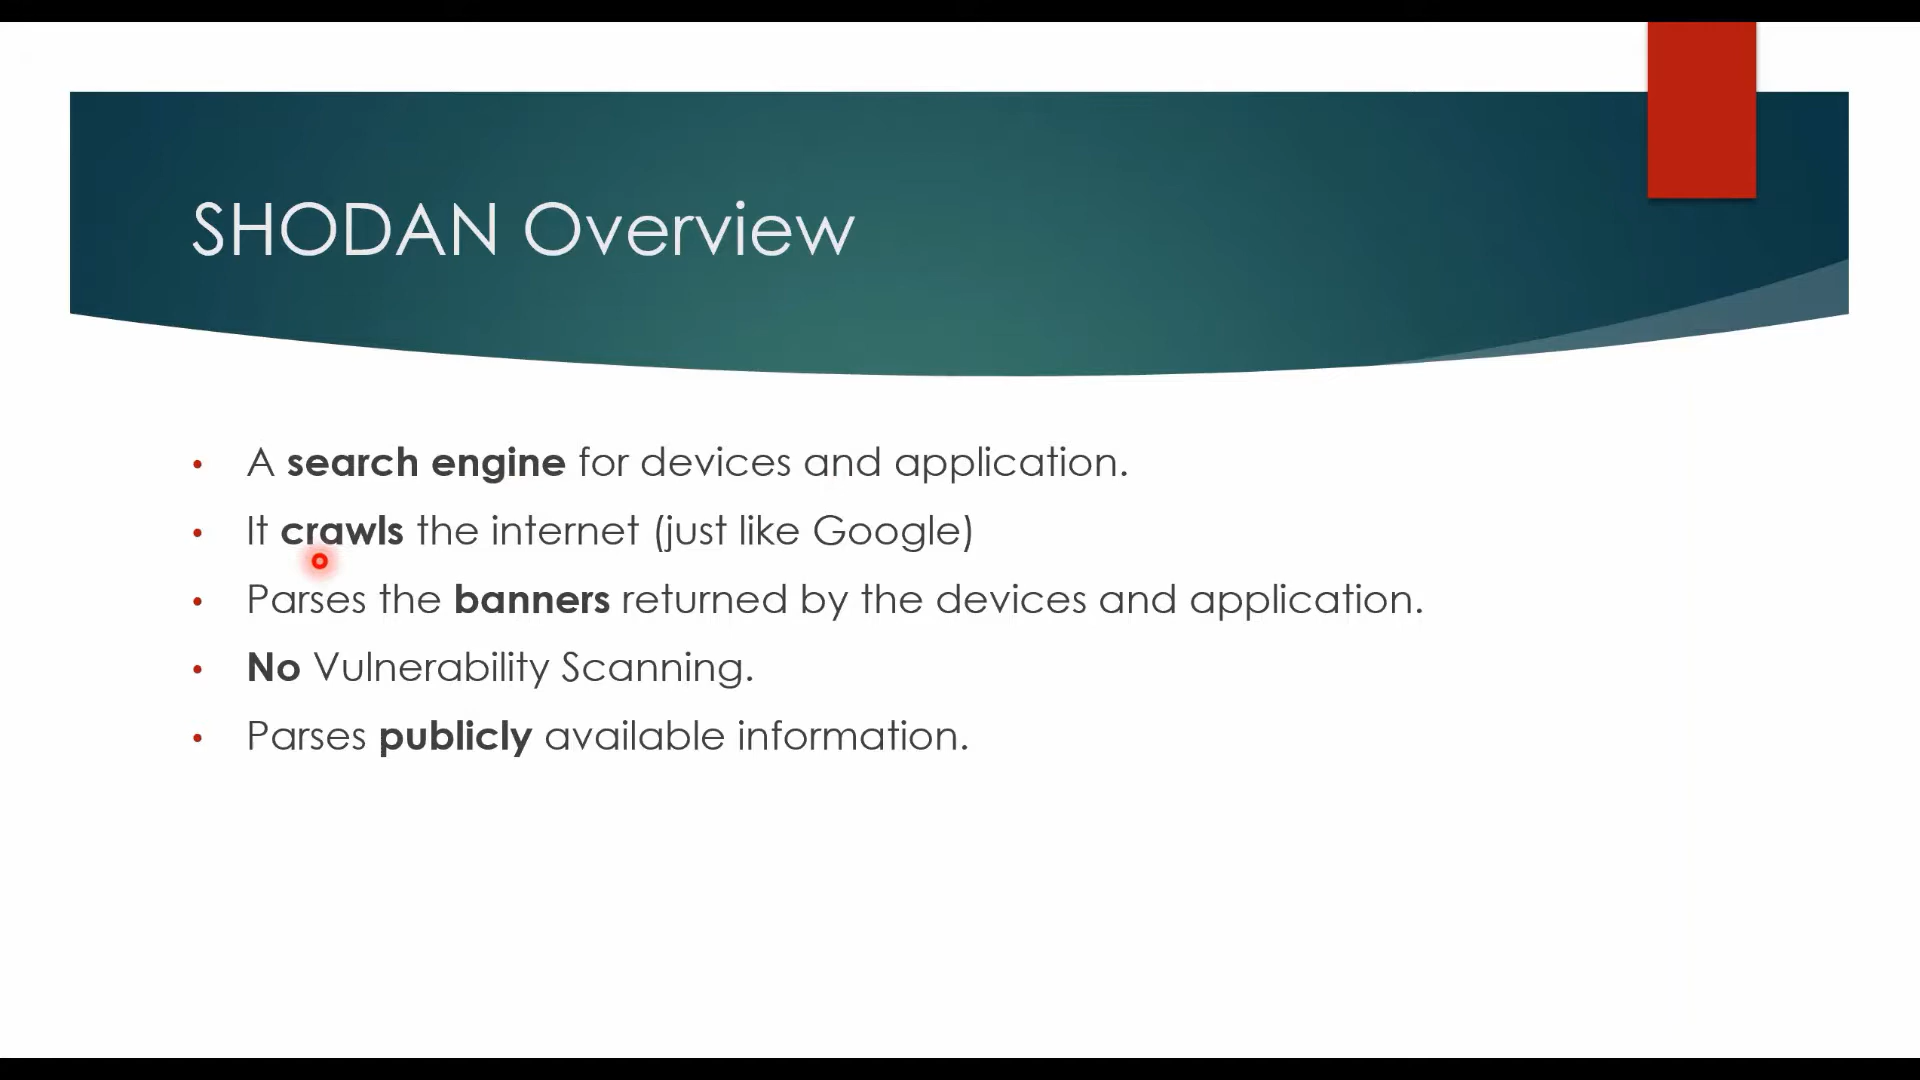 SHODAN Overview
• A search engine for devices and application.
• It crawls the internet (just like Google)
• Parses the banners returned by the devices and application.
• No Vulnerability Scanning.
• Parses publicly available information.